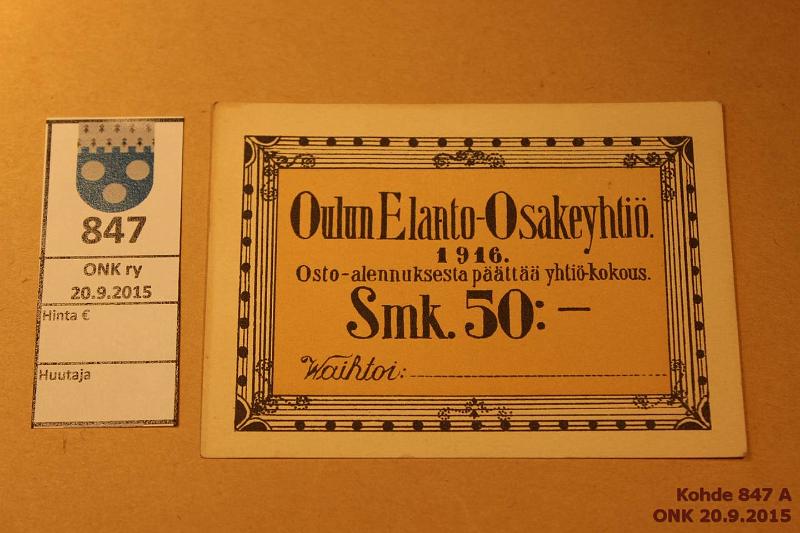 847
ONK ry
20.9.2015
Hinta €
Huutaja
Oulun Elanto-Osakeyhtiö.
1916.
Osto-alennuksesta päättää yhtiö-kokous.
Smk. 50: —
Waihtoi:
Kohde 847 A
ONK 20.9.2015